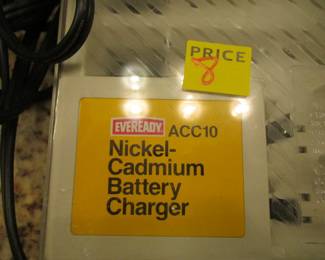 PRICE
8
EVEREADY ACC10
Nickel-
Cadmium
Battery
Charger